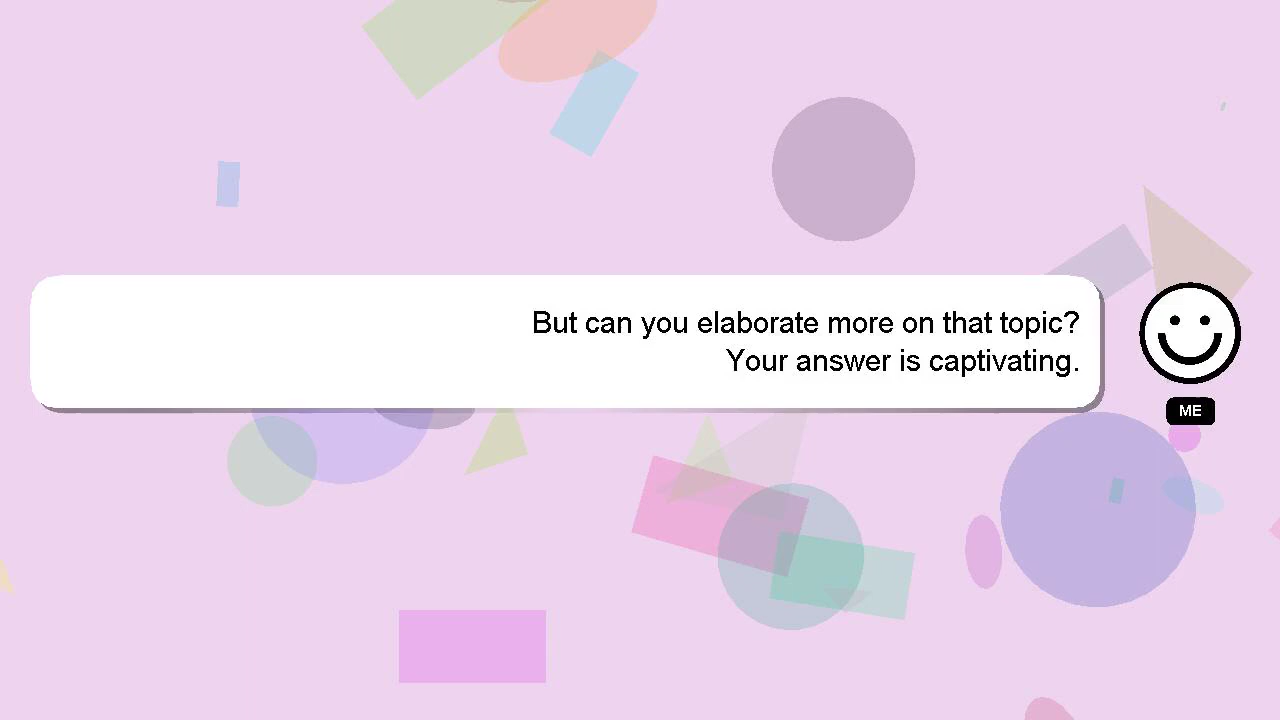 But can you elaborate more on that topic?
Your answer is captivating.
ME